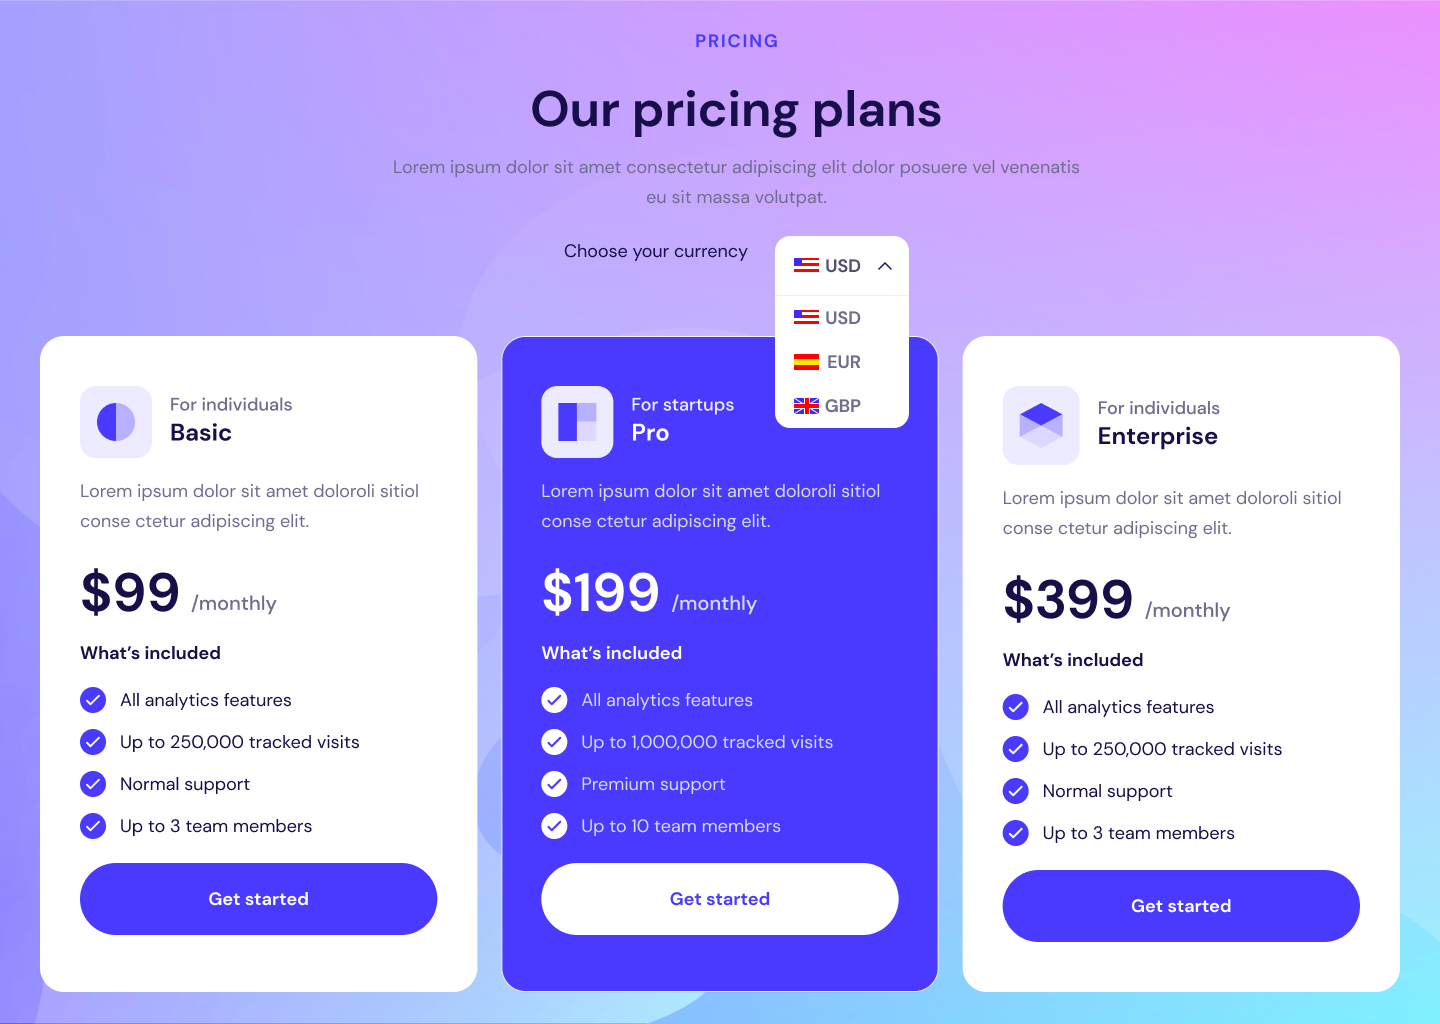 PRICING
Our pricing plans
Lorem ipsum dolor sit amet consectetur adipiscing elit dolor posuere vel venenatis
eu sit massa volutpat.
Choose your currency
USD
USD
EUR
GBP
For individuals
Basic
Lorem ipsum dolor sit amet doloroli sitiol
conse ctetur adipiscing elit.
$99 /monthly
What’s included
All analytics features
Up to 250,000 tracked visits
Normal support
Up to 3 team members
Get started
For startups
Pro
Lorem ipsum dolor sit amet doloroli sitiol
conse ctetur adipiscing elit.
$199 /monthly
What’s included
All analytics features
Up to 1,000,000 tracked visits
Premium support
Up to 10 team members
Get started
For individuals
Enterprise
Lorem ipsum dolor sit amet doloroli sitiol
conse ctetur adipiscing elit.
$399 /monthly
What’s included
All analytics features
Up to 250,000 tracked visits
Normal support
Up to 3 team members
Get started